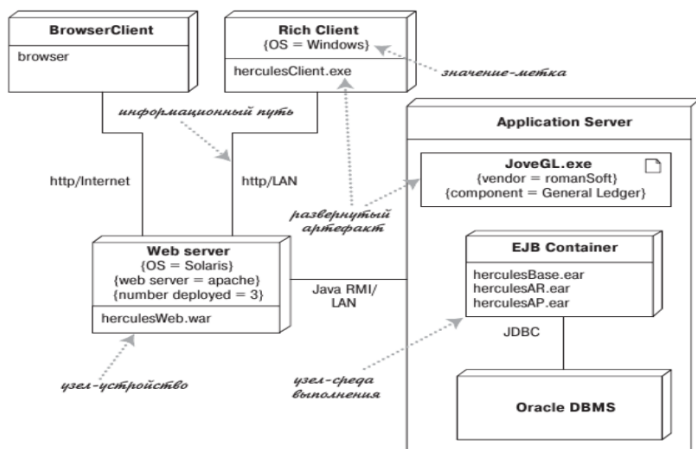 BrowserClient
browser
Rich Client
{OS = Windows}
herculesClient.exe
значение-метка
информационный путь
Application Server
JoveGL.exe
{vendor = romanSoft}
{component = General Ledger}
http/Internet
http/LAN
развернутый
артефакт
Web server
{OS = Solaris}
{web server = apache}
{number deployed = 3}
herculesWeb.war
Java RMI/
LAN
EJB Container
herculesBase.ear
herculesAR.ear
herculesAP.ear
JDBC
узел-устройство
узел-среда
выполнения
Oracle DBMS